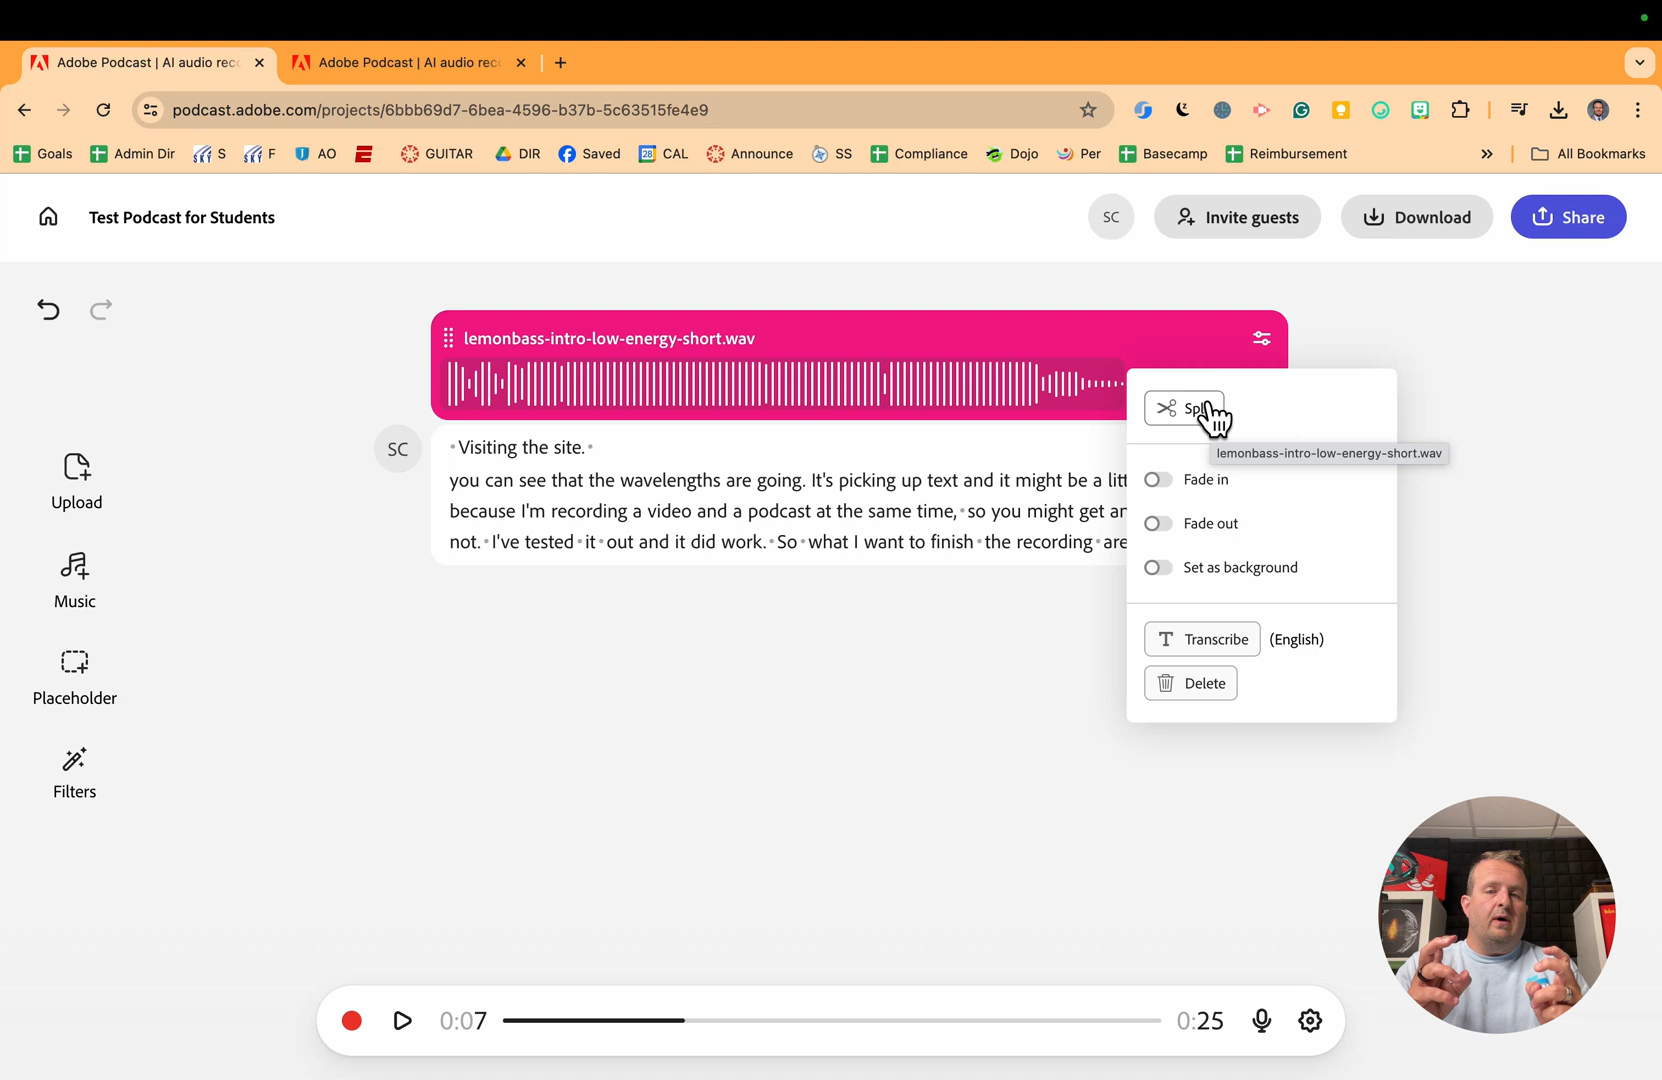 Adobe Podcast | AI audio rec
Adobe Podcast | AI audio rec
podcast.adobe.com/projects/6bbb69d7-6bea-4596-b37b-5c63515fe4e9
Goals
Admin Dir
S
F
AO
GUITAR
DIR
Saved
28
CAL
Announce
SS
Compliance
Dojo
Per
Basecamp
Reimbursement
All Bookmarks
Test Podcast for Students
SC
Invite guests
Download
Share
lemonbass-intro-low-energy-short.wav
SC
Visiting the site.
you can see that the wavelengths are going. It's picking up text and it might be a
because I'm recording a video and a podcast at the same time, so you might get
not. I've tested it out and it did work. So what I want to finish the recording are
Spl
lemonbass-intro-low-energy-short.wav
Fade in
Fade out
Set as background
T Transcribe (English)
Delete
Upload
Music
Placeholder
Filters
0:07
0:25